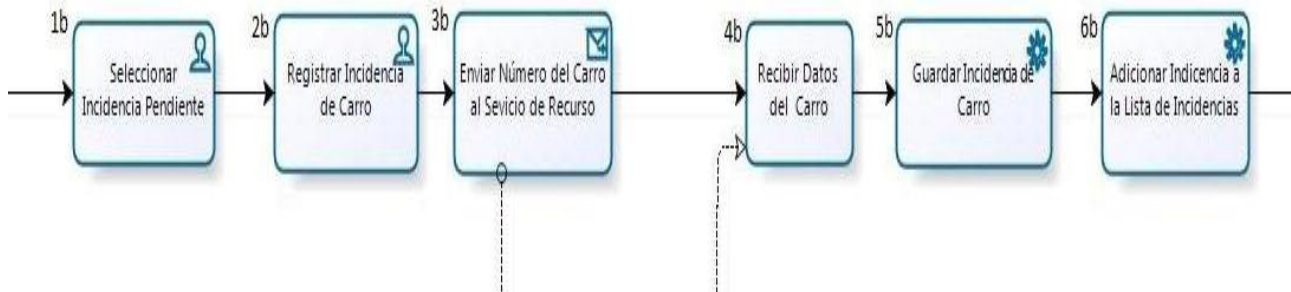 1b
Seleccionar
Incidencia Pendiente
2b
Registrar Incidencia
de Carro
3b
Enviar Número del Carro
al Sevicio de Recurso
4b
Recibir Datos
del Carro
5b
Guardar Incidencia de
Carro
6b
Adicionar Indicencia a
la Lista de Incidencias